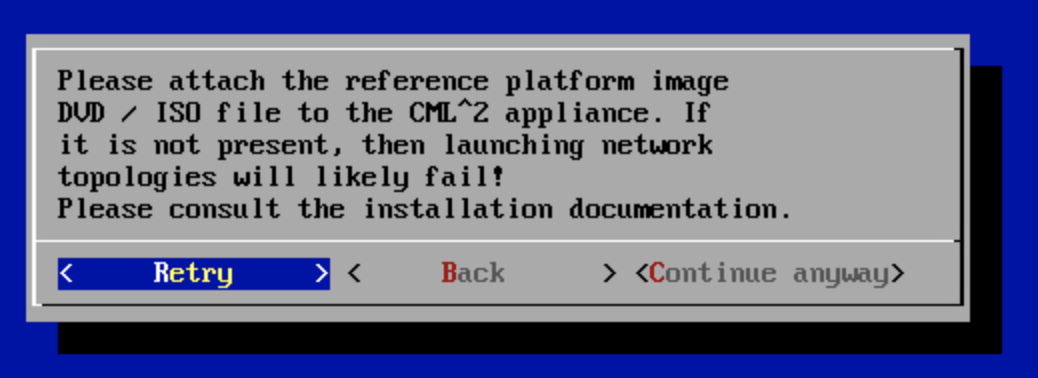 Please attach the reference platform image
DVD / ISO file to the CML^2 appliance. If
it is not present, then launching network
topologies will likely fail!
Please consult the installation documentation.
< Retry > < Back > <Continue anyway>